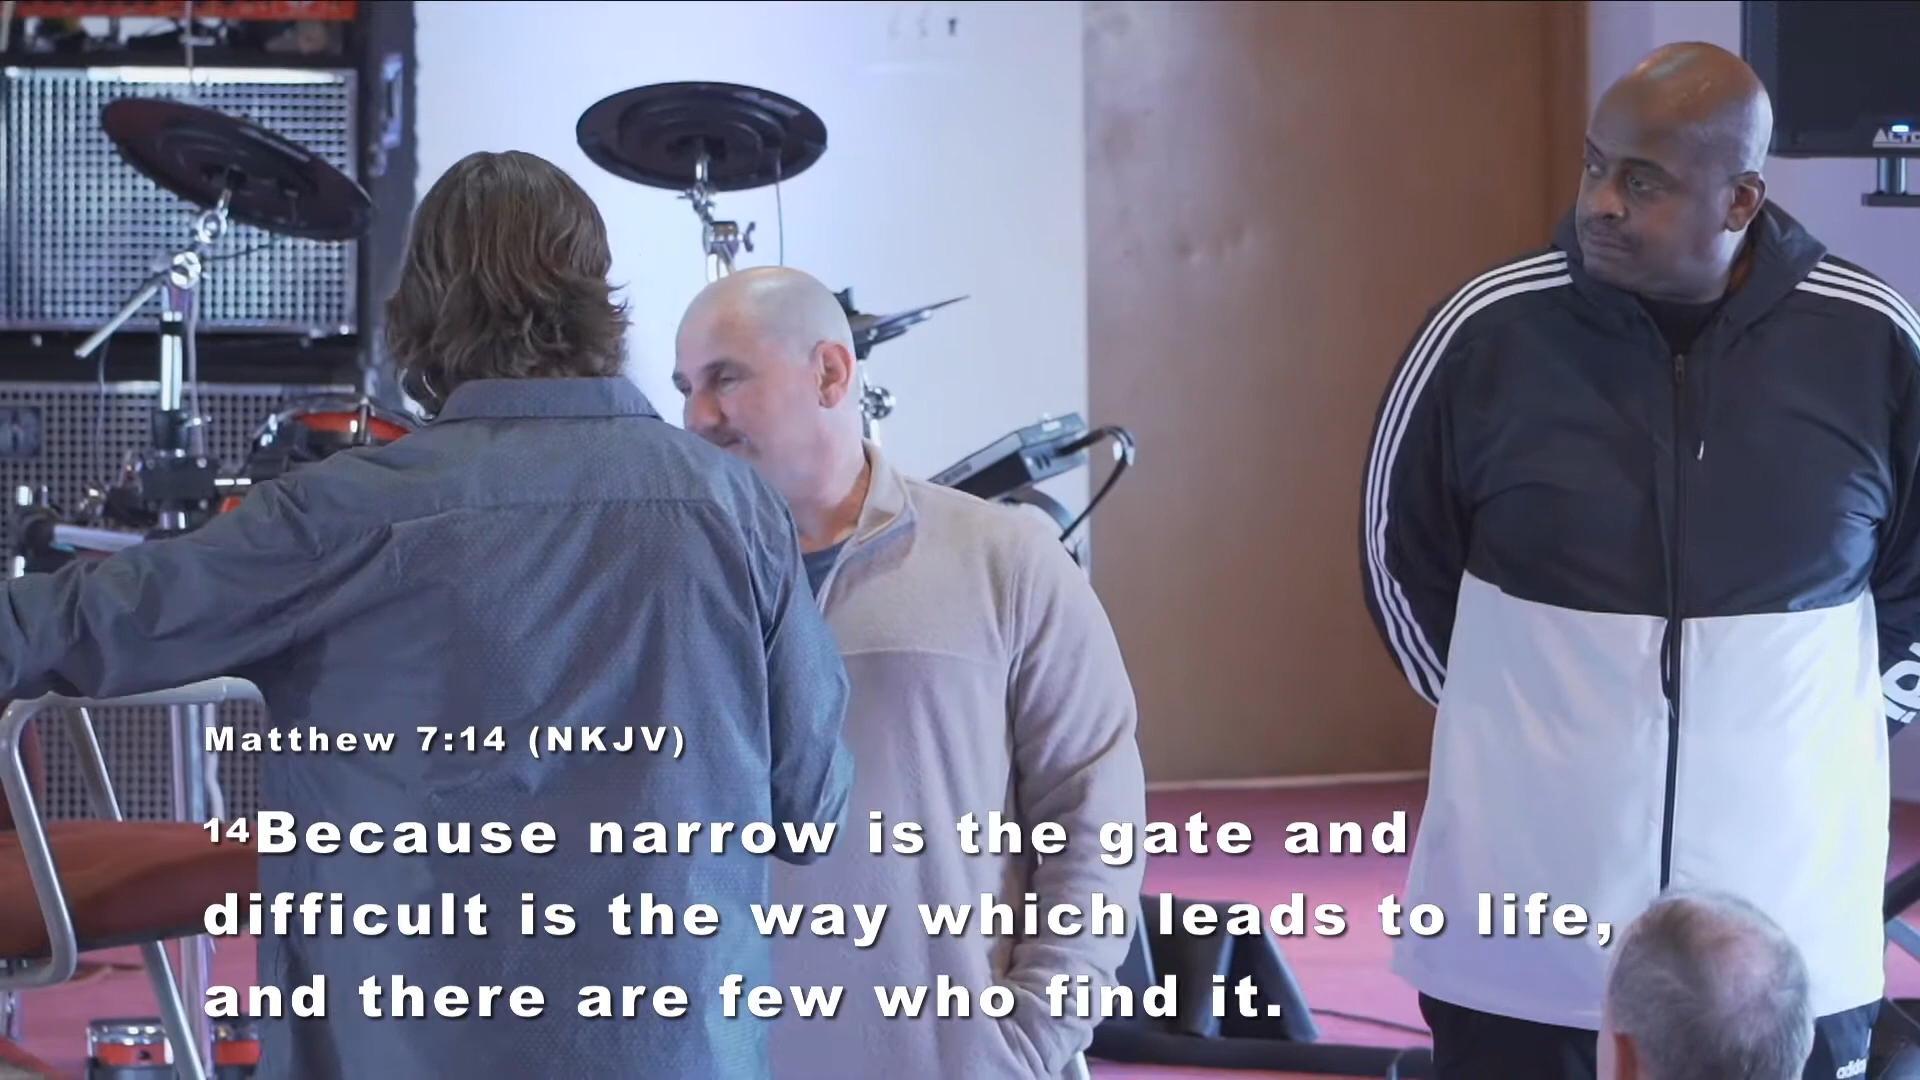 Matthew 7:14 (NKJV)
14Because narrow is the gate and
difficult is the way which leads to life,
and there are few who find it.